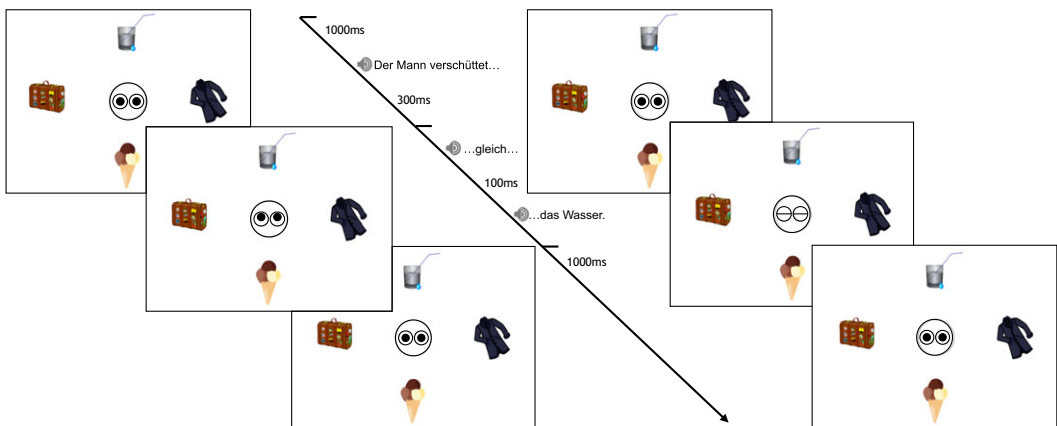 1000ms
Der Mann verschüttet…
300ms
…gleich…
100ms
…das Wasser.
1000ms